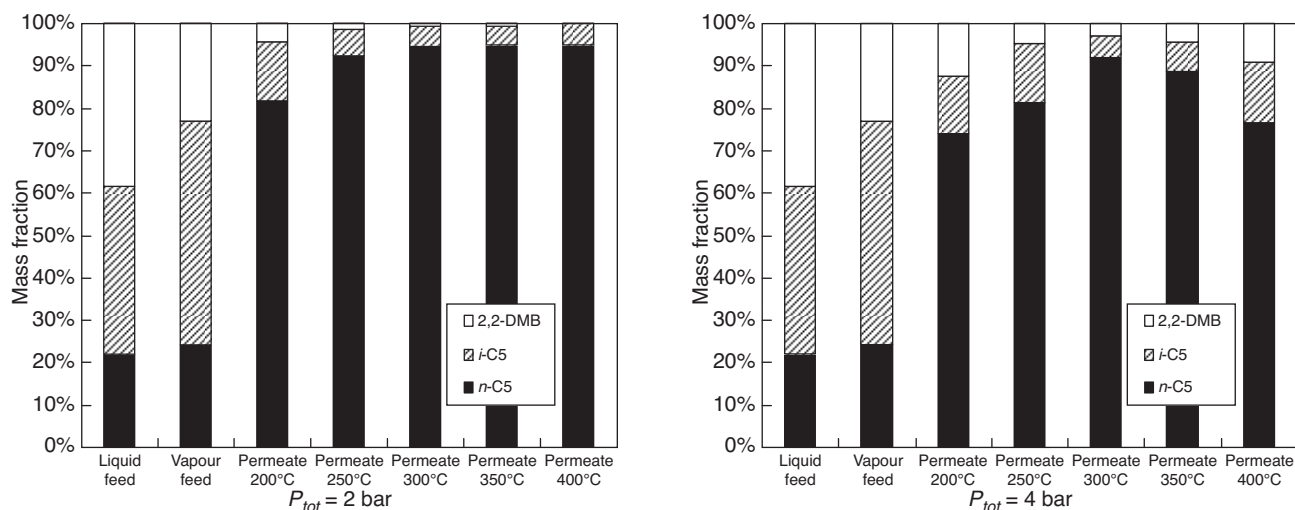 100%
90%
80%
70%
60%
50%
40%
30%
20%
10%
0%
Mass fraction
2,2-DMB
i-C5
n-C5
Liquid feed
Vapour feed
Permeate 200°C
Permeate 250°C
Permeate 300°C
Permeate 350°C
Permeate 400°C
Ptot = 2 bar
100%
90%
80%
70%
60%
50%
40%
30%
20%
10%
0%
Mass fraction
2,2-DMB
i-C5
n-C5
Liquid feed
Vapour feed
Permeate 200°C
Permeate 250°C
Permeate 300°C
Permeate 350°C
Permeate 400°C
Ptot = 4 bar